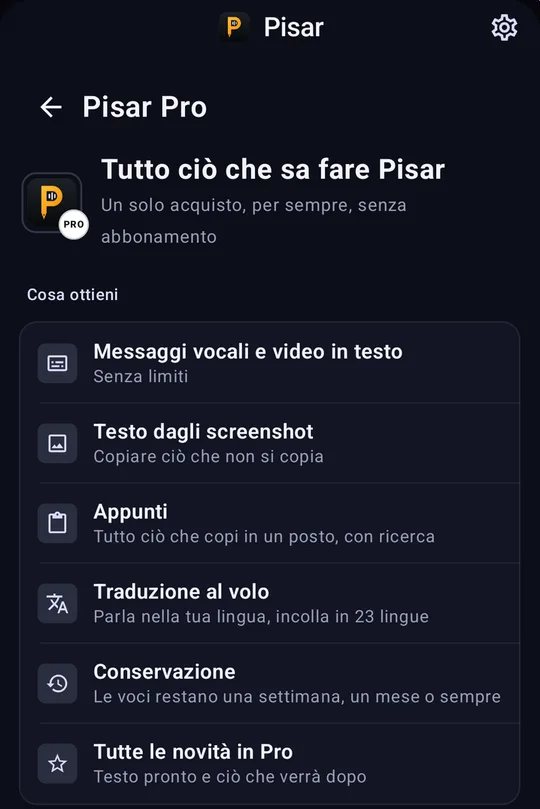 Pisar
Pisar Pro
Tutto ciò che sa fare Pisar
Un solo acquisto, per sempre, senza
abbonamento
PRO
Cosa ottieni
Messaggi vocali e video in testo
Senza limiti
Testo dagli screenshot
Copiare ciò che non si copia
Appunti
Tutto ciò che copi in un posto, con ricerca
Traduzione al volo
Parla nella tua lingua, incolla in 23 lingue
Conservazione
Le voci restano una settimana, un mese o sempre
Tutte le novità in Pro
Testo pronto e ciò che verrà dopo